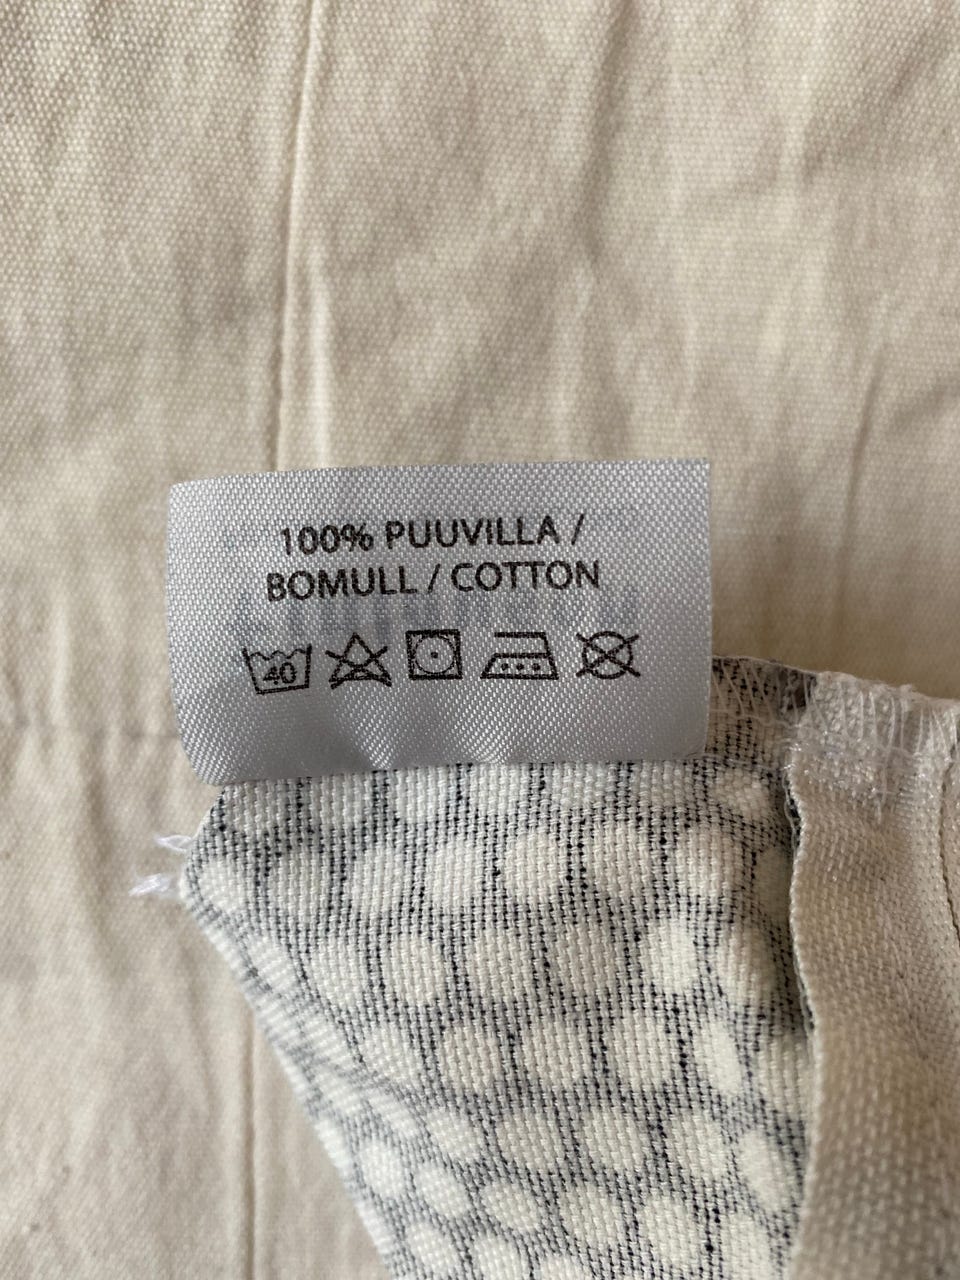 100% PUUVILLA /
BOMULL / COTTON
40